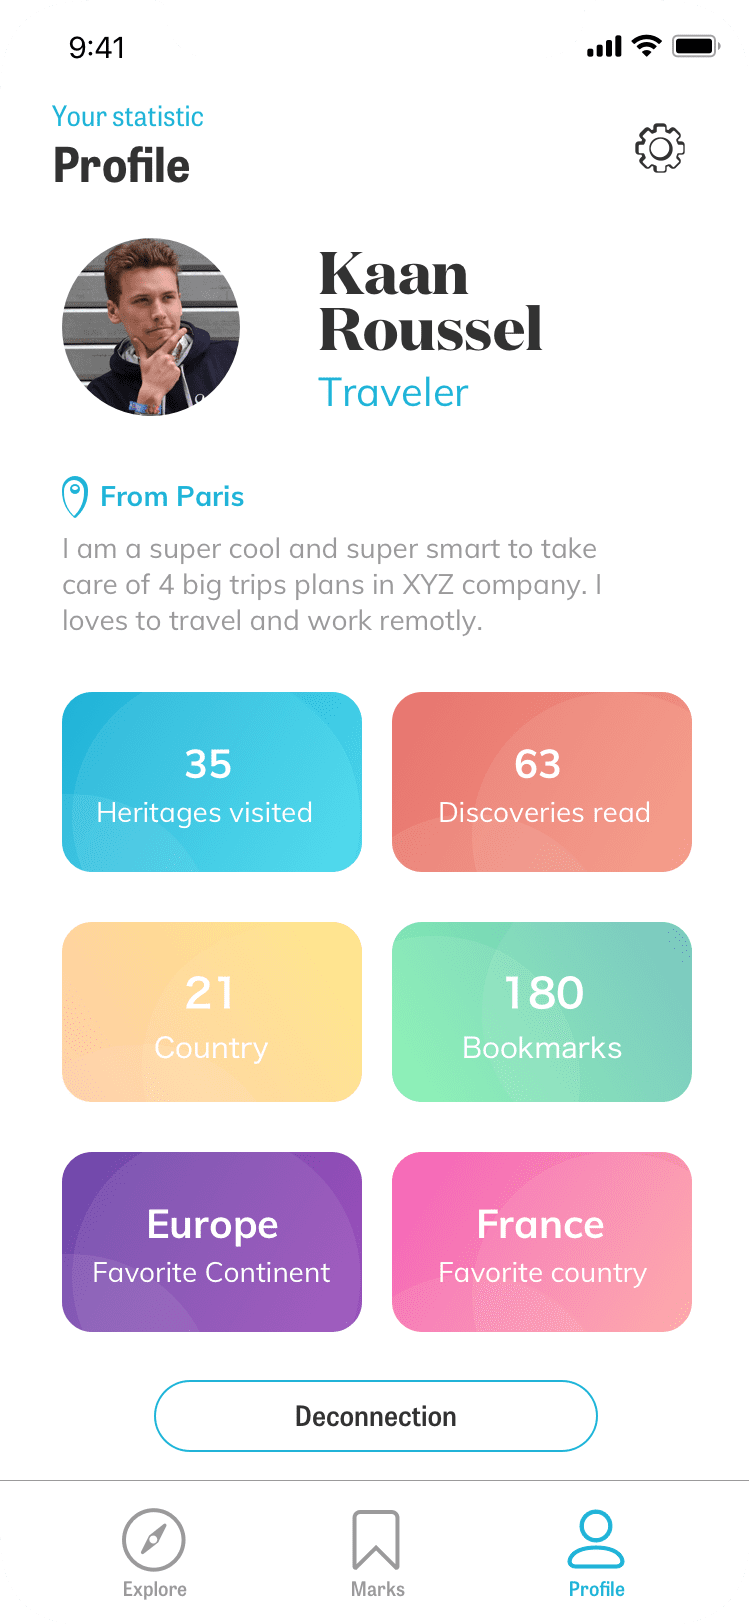 9:41
Your statistic
Profile
Kaan
Roussel
Traveler
From Paris
I am a super cool and super smart to take
care of 4 big trips plans in XYZ company. I
loves to travel and work remotly.
35
Heritages visited
63
Discoveries read
21
Country
180
Bookmarks
Europe
Favorite Continent
France
Favorite country
Deconnection
Explore
Marks
Profile